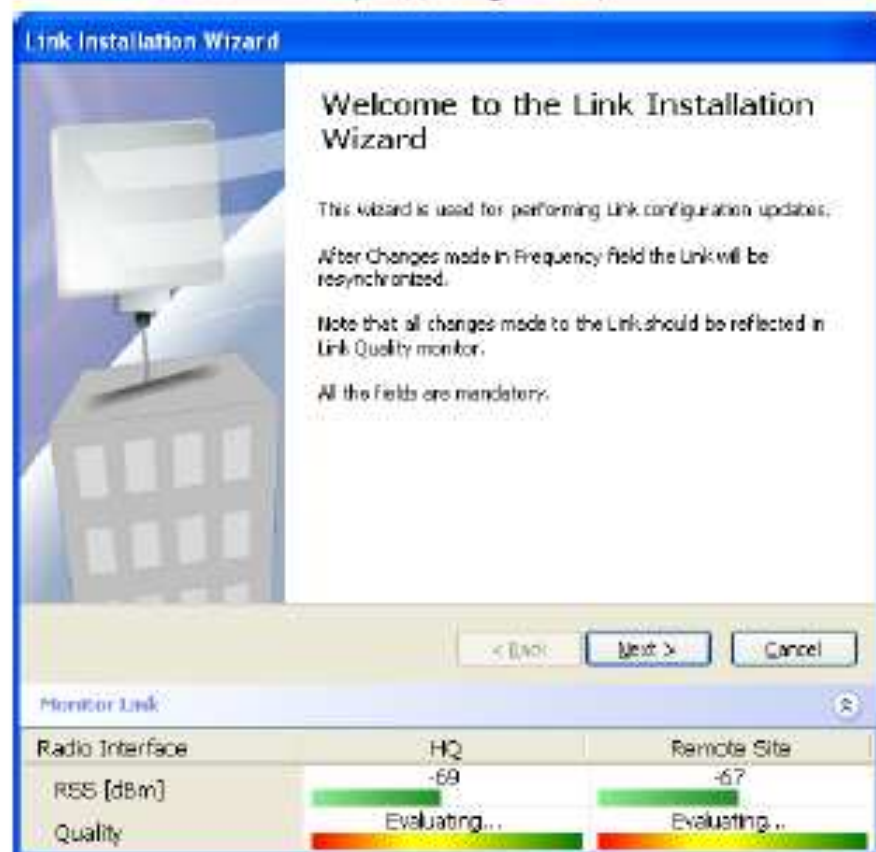 Link Installation Wizard
Welcome to the Link Installation
Wizard
This wizard is used for performing Link configuration updates.
After Changes made in Frequency field the Link will be
resynchronized.
Note that all changes made to the Link should be reflected in
Link Quality monitor.
All the fields are mandatory.
< Back Next > Cancel
Monitor Link
Radio Interface HQ Remote Site
RSS [dBm] -69 -67
Quality Evaluating... Evaluating...